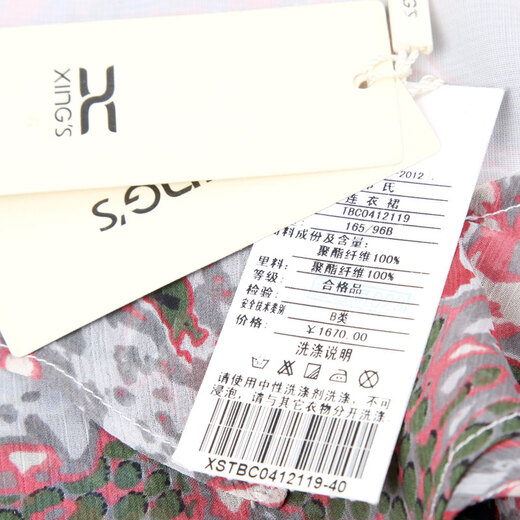 XING'S
XING'S
G'S
-2012
氏
连衣裙
TBC0412119
165/96B
料成份及含量:
聚酯纤维100%
里料: 聚酯纤维100%
等级: 合格品
检验:
安全技术类别 B类
价格: ¥1670.00
洗涤说明
请使用中性洗涤剂洗涤、不可
浸泡, 请与其它衣物分开洗涤.
XSTBC0412119-40